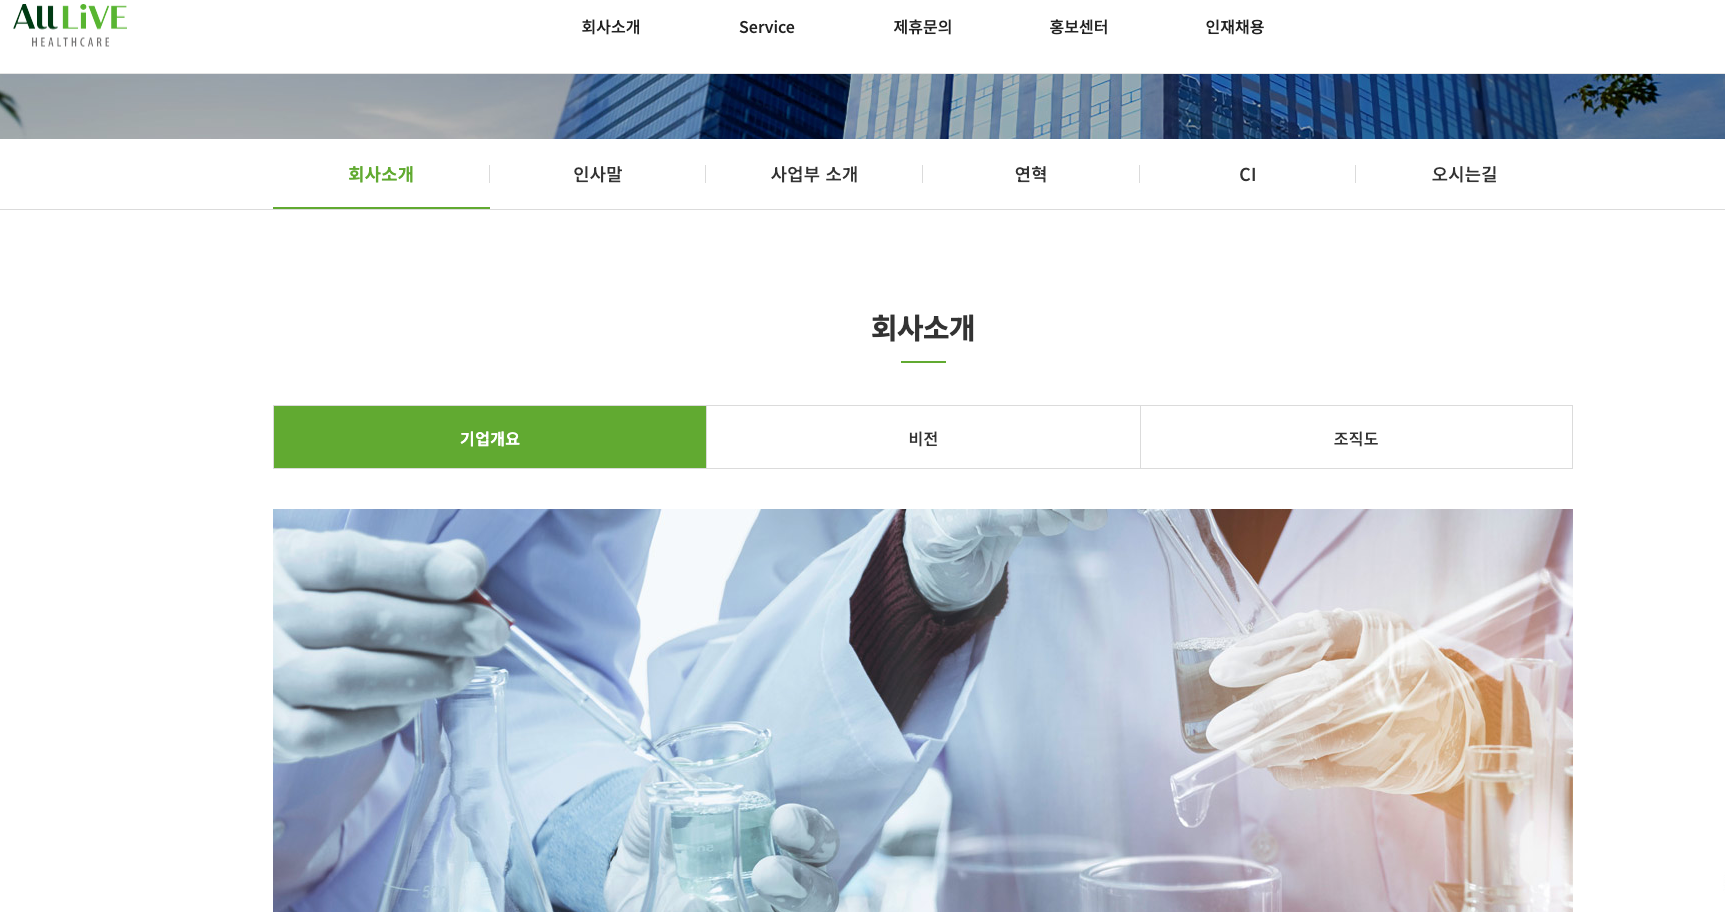 AllLiVE
HEALTHCARE
회사소개
Service
제휴문의
홍보센터
인재채용
회사소개
인사말
사업부 소개
연혁
CI
오시는길
회사소개
기업개요
비전
조직도
500